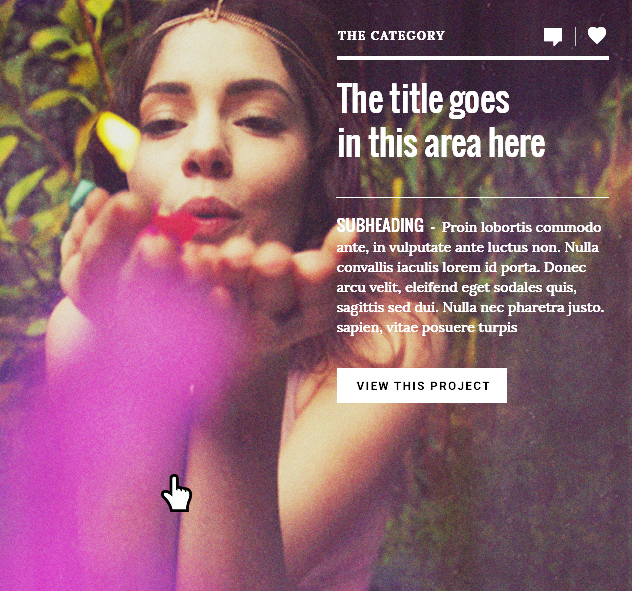 THE CATEGORY
The title goes
in this area here
SUBHEADING - Proin lobortis commodo
ante, in vulputate ante luctus non. Nulla
convallis iaculis lorem id porta. Donec
arcu velit, eleifend eget sodales quis,
sagittis sed dui. Nulla nec pharetra justo.
sapien, vitae posuere turpis
VIEW THIS PROJECT